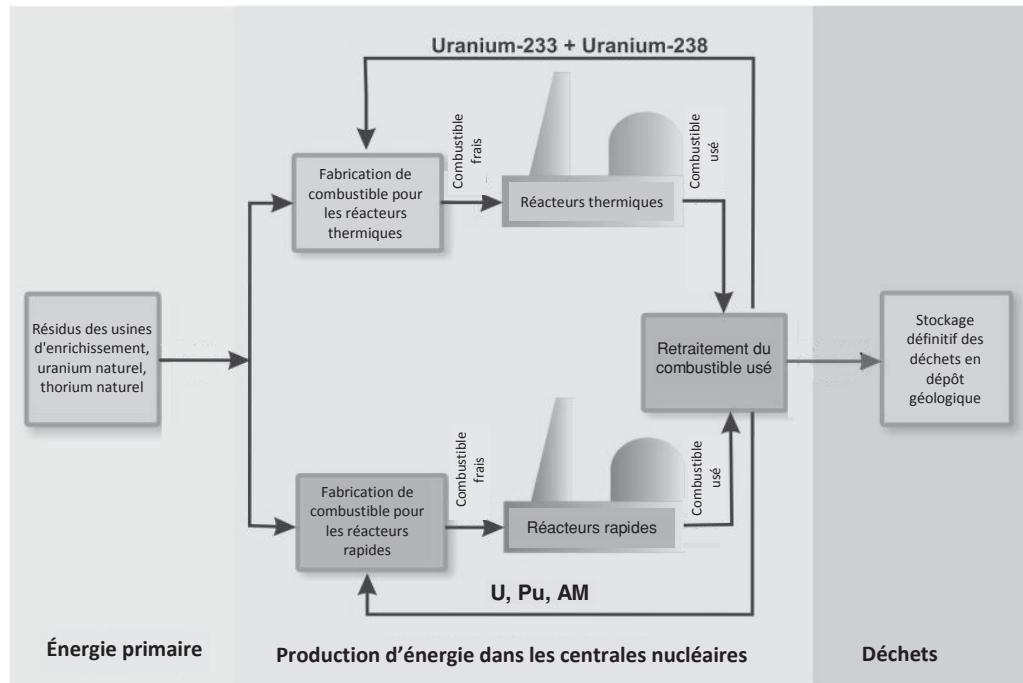 Uranium-233 + Uranium-238
Combustible
frais
Combustible
usé
Fabrication de
combustible pour
les réacteurs
thermiques
Réacteurs thermiques
Résidus des usines
d'enrichissement,
uranium naturel,
thorium naturel
Retraitement du
combustible usé
Stockage
définitif des
déchets en
dépôt
géologique
Combustible
frais
Combustible
usé
Fabrication de
combustible pour
les réacteurs
rapides
Réacteurs rapides
U, Pu, AM
Énergie primaire
Production d’énergie dans les centrales nucléaires
Déchets